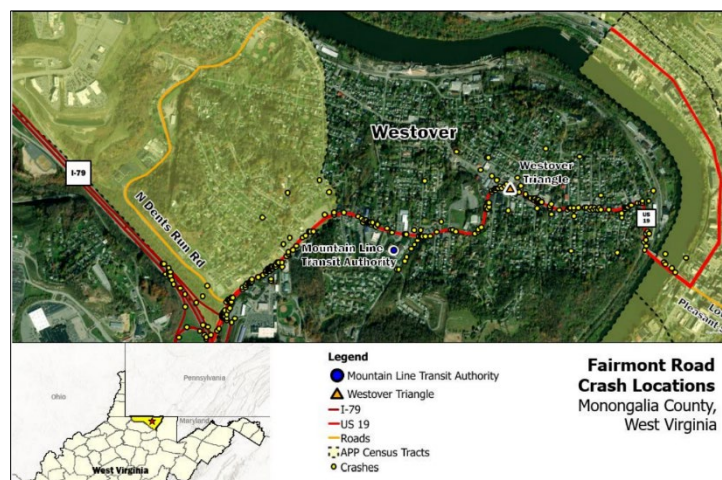 Westover
Westover
Triangle
I-79
US
19
N Dents Run Rd
Mountain Line
Transit Authority
Pleasant
Ohio
Pennsylvania
Maryland
West Virginia
Legend
Mountain Line Transit Authority
Westover Triangle
I-79
US 19
Roads
APP Census Tracts
Crashes
Fairmont Road
Crash Locations
Monongalia County,
West Virginia